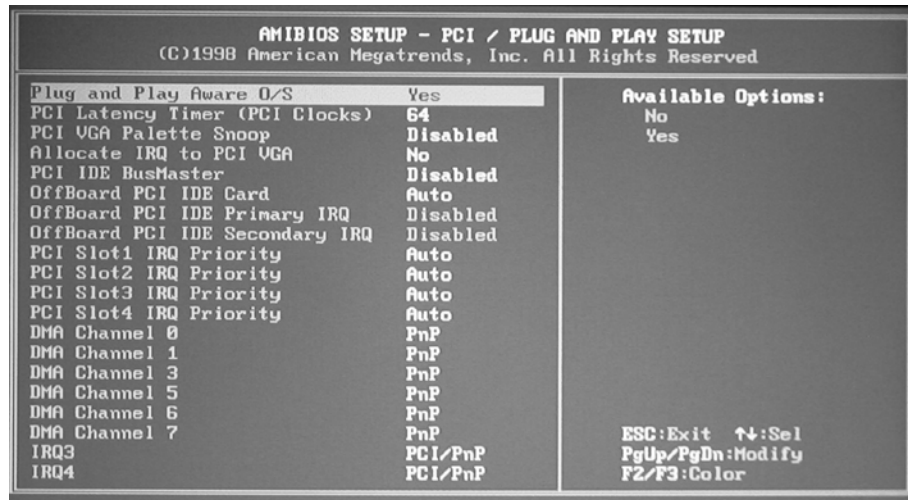 AMIBIOS SETUP - PCI / PLUG AND PLAY SETUP
(C)1998 American Megatrends, Inc. All Rights Reserved
Plug and Play Aware O/S Yes
PCI Latency Timer (PCI Clocks) 64
PCI VGA Palette Snoop Disabled
Allocate IRQ to PCI VGA No
PCI IDE BusMaster Disabled
OffBoard PCI IDE Card Auto
OffBoard PCI IDE Primary IRQ Disabled
OffBoard PCI IDE Secondary IRQ Disabled
PCI Slot1 IRQ Priority Auto
PCI Slot2 IRQ Priority Auto
PCI Slot3 IRQ Priority Auto
PCI Slot4 IRQ Priority Auto
DMA Channel 0 PnP
DMA Channel 1 PnP
DMA Channel 3 PnP
DMA Channel 5 PnP
DMA Channel 6 PnP
DMA Channel 7 PnP
IRQ3 PCI/PnP
IRQ4 PCI/PnP
Available Options:
No
Yes
ESC:Exit ↑↓:Sel
PgUp/PgDn:Modify
F2/F3:Color